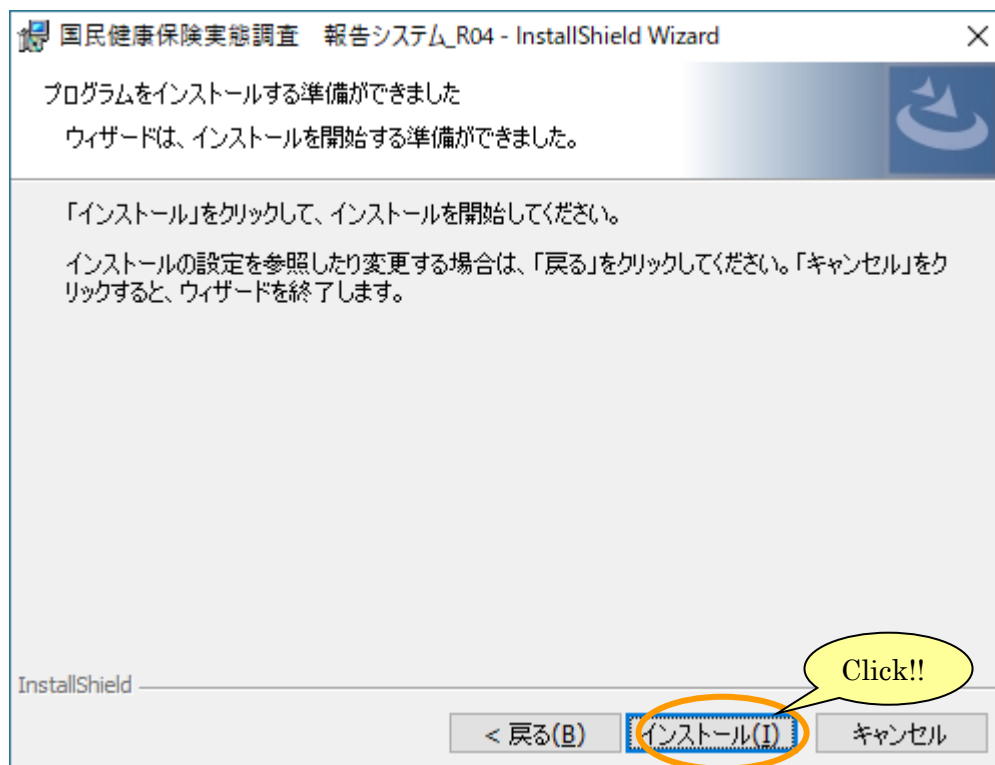 国民健康保険実態調査　報告システム_R04 - InstallShield Wizard
プログラムをインストールする準備ができました
ウィザードは、インストールを開始する準備ができました。
「インストール」をクリックして、インストールを開始してください。
インストールの設定を参照したり変更する場合は、「戻る」をクリックしてください。「キャンセル」をク
リックすると、ウィザードを終了します。
Click!!
InstallShield
< 戻る(B)
インストール(I)
キャンセル